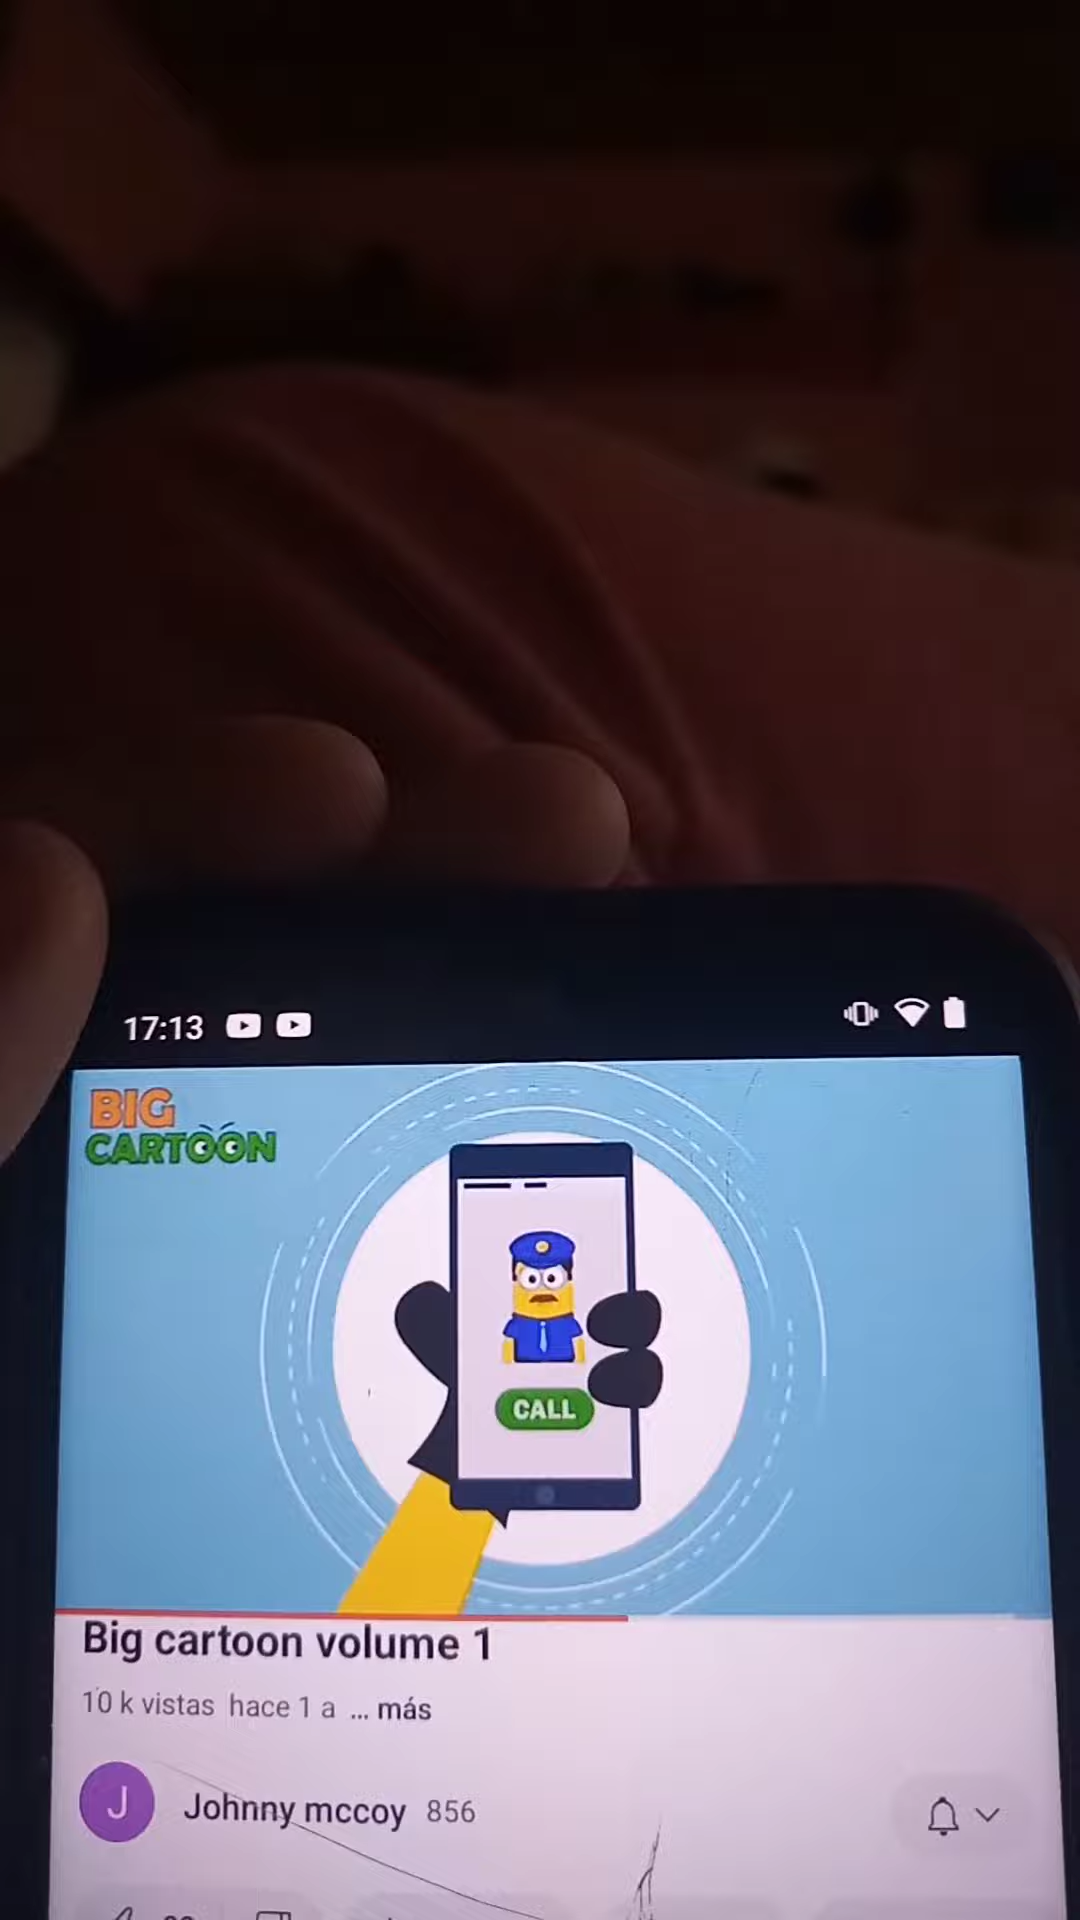 17:13
BIG
CARTOON
CALL
Big cartoon volume 1
10 k vistas hace 1 a ... más
J
Johnny mccoy 856